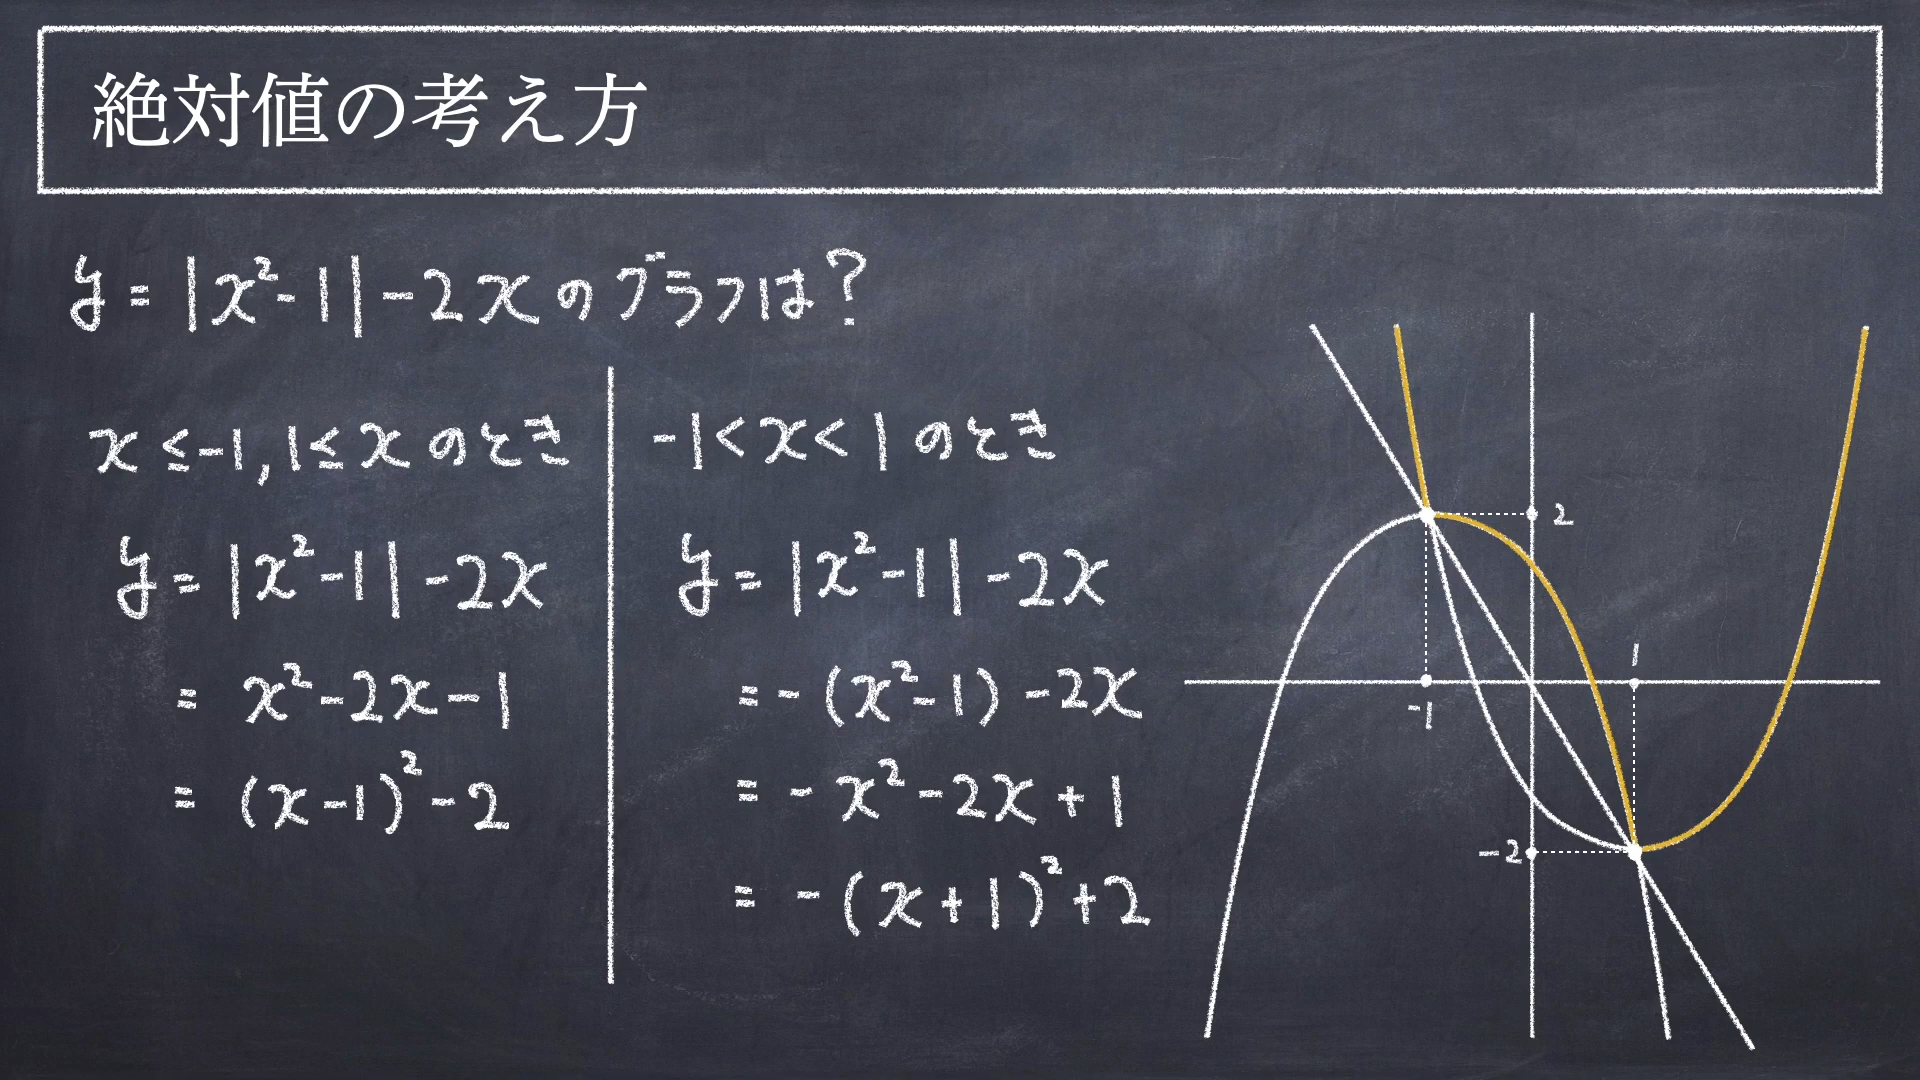 絶対値の考え方
y = |x²-1| - 2x のグラフは?
x ≤ -1, 1 ≤ x のとき
y = |x²-1| - 2x
= x² - 2x - 1
= (x-1)² - 2
-1 < x < 1 のとき
y = |x²-1| - 2x
= -(x²-1) - 2x
= -x² - 2x + 1
= -(x+1)² + 2
2
1
-1
-2